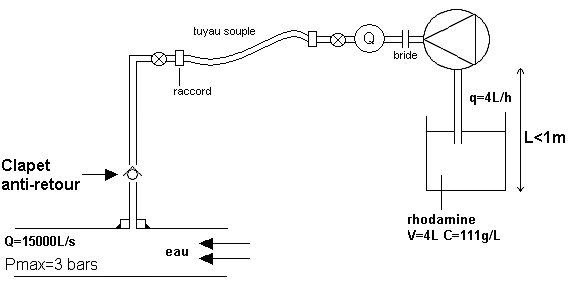 tuyau souple
Q
bride
raccord
q=4L/h
L<1m
Clapet
anti-retour
rhodamine
V=4L C=111g/L
Q=15000L/s
eau
Pmax=3 bars